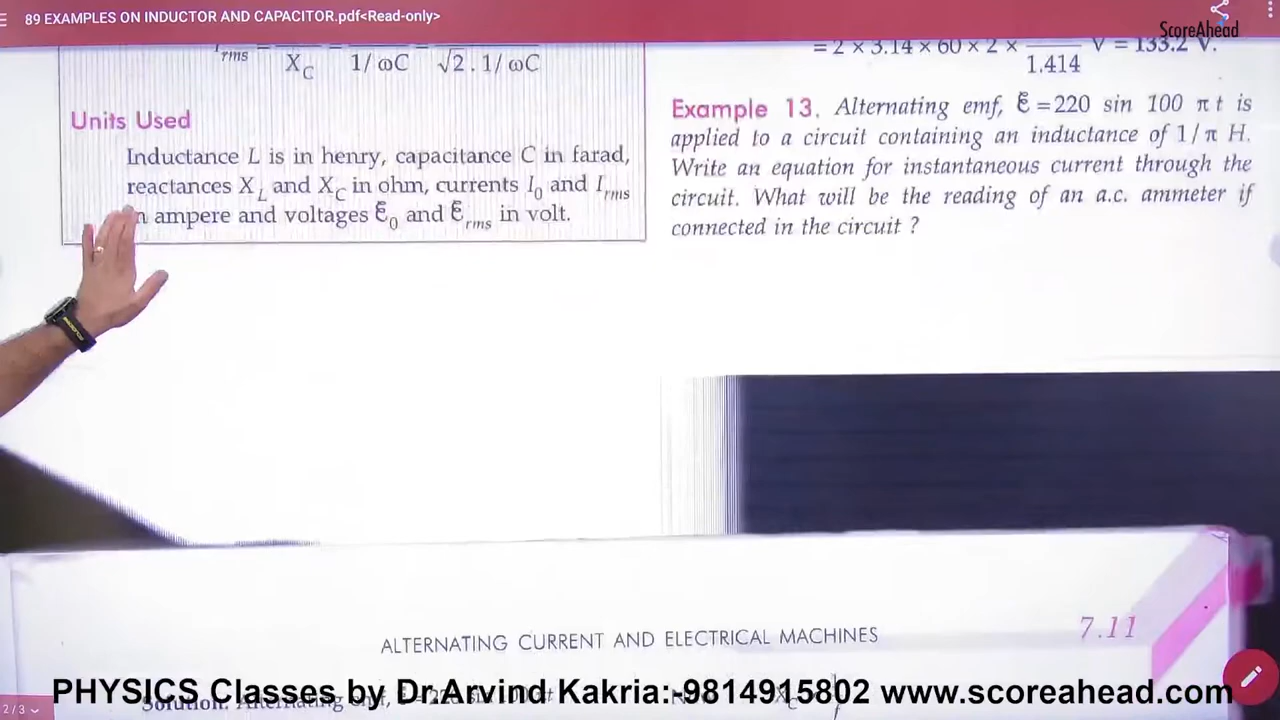 89 EXAMPLES ON INDUCTOR AND CAPACITOR.pdf<Read-only>
ScoreAhead
rms = X_C = 1/ωC = √2 . 1/ωC
Units Used
Inductance L is in henry, capacitance C in farad,
reactances X_L and X_C in ohm, currents I_0 and I_rms
ampere and voltages ℰ_0 and ℰ_rms in volt.
= 2 × 3.14 × 60 × 2 × /1.414 V = 133.2 V.
Example 13. Alternating emf, ℰ = 220 sin 100 π t is
applied to a circuit containing an inductance of 1/π H.
Write an equation for instantaneous current through the
circuit. What will be the reading of an a.c. ammeter if
connected in the circuit ?
ALTERNATING CURRENT AND ELECTRICAL MACHINES
7.11
PHYSICS Classes by Dr.Arvind Kakria:-9814915802 www.scoreahead.com
2/3